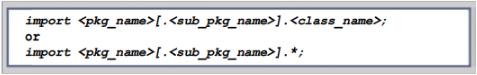 import <pkg_name>[.<sub_pkg_name>].<class_name>;
or
import <pkg_name>[.<sub_pkg_name>].*;